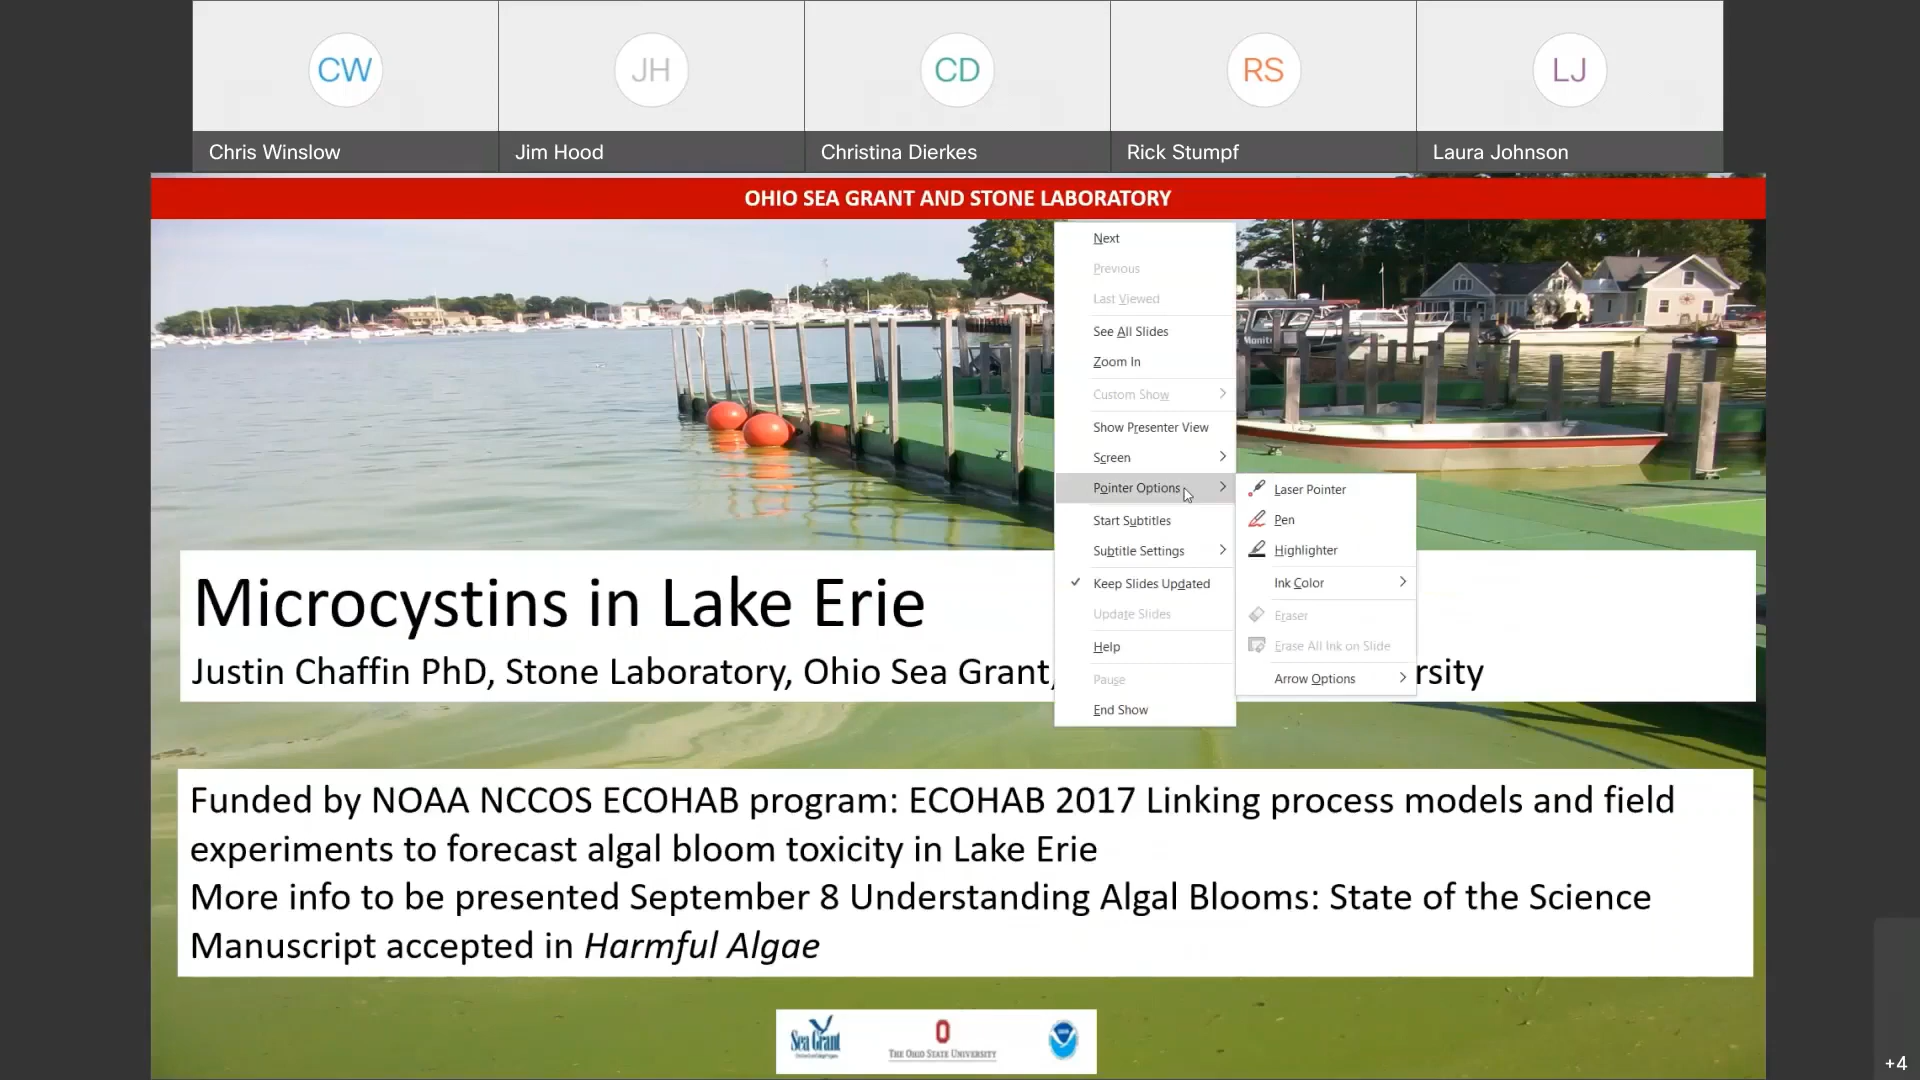 CW
JH
CD
RS
LJ
Chris Winslow
Jim Hood
Christina Dierkes
Rick Stumpf
Laura Johnson
OHIO SEA GRANT AND STONE LABORATORY
Next
Previous
Last Viewed
See All Slides
Zoom In
Custom Show
Show Presenter View
Screen
Pointer Options
Start Subtitles
Subtitle Settings
Keep Slides Updated
Update Slides
Help
Pause
End Show
Laser Pointer
Pen
Highlighter
Ink Color
Eraser
Erase All Ink on Slide
Arrow Options
Microcystins in Lake Erie
Justin Chaffin PhD, Stone Laboratory, Ohio Sea Grant, rsity
Funded by NOAA NCCOS ECOHAB program: ECOHAB 2017 Linking process models and field
experiments to forecast algal bloom toxicity in Lake Erie
More info to be presented September 8 Understanding Algal Blooms: State of the Science
Manuscript accepted in Harmful Algae
Sea Grant
THE OHIO STATE UNIVERSITY
+4